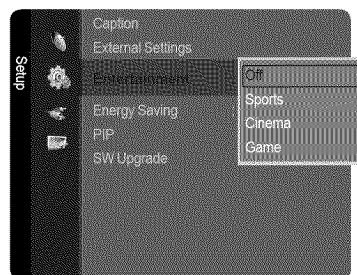 Setup
Caption
External Settings
Entertainment
Energy Saving
PIP
SW Upgrade
Off
Sports
Cinema
Game